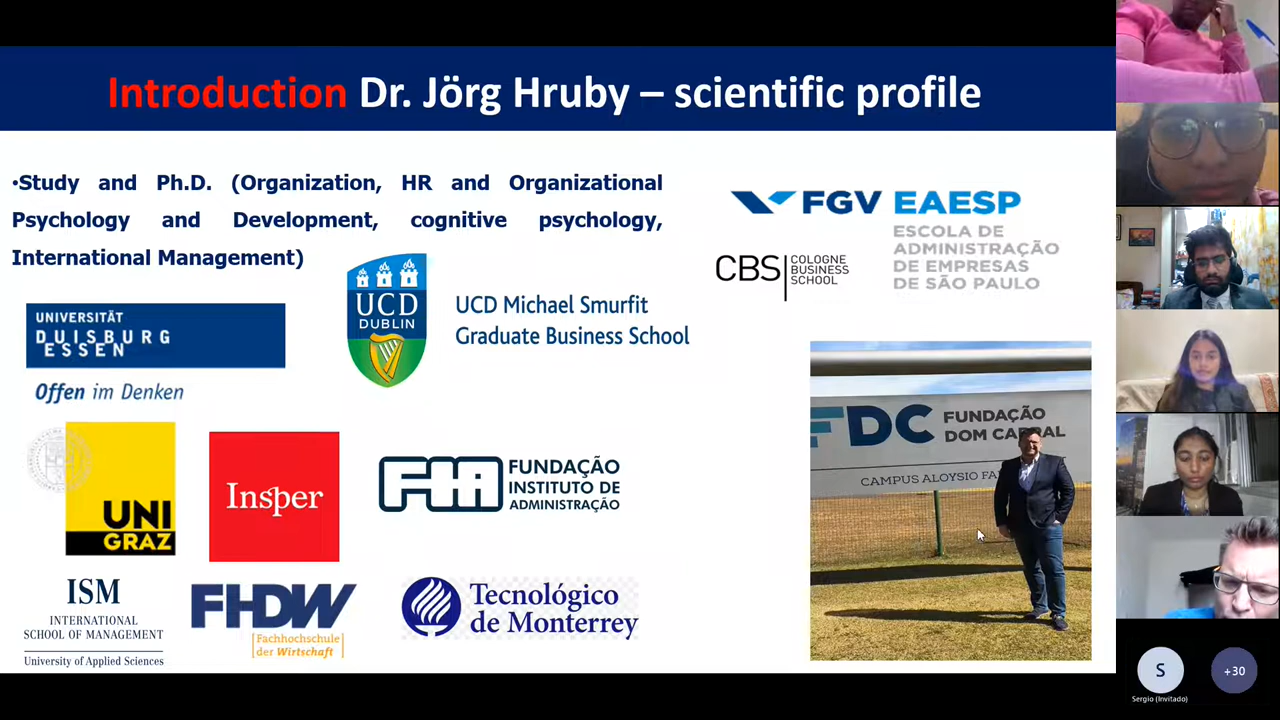 Introduction Dr. Jörg Hruby – scientific profile
•Study and Ph.D. (Organization, HR and Organizational
Psychology and Development, cognitive psychology,
International Management)
FGV EAESP
ESCOLA DE
ADMINISTRAÇÃO
DE EMPRESAS
DE SÃO PAULO
CBS
COLOGNE
BUSINESS
SCHOOL
UNIVERSITÄT
DUISBURG
ESSEN
Offen im Denken
UCD
DUBLIN
UCD Michael Smurfit
Graduate Business School
UNI
GRAZ
Insper
FIA
FUNDAÇÃO
INSTITUTO DE
ADMINISTRAÇÃO
FDC
FUNDAÇÃO
DOM CABRAL
CAMPUS ALOYSIO FA
ISM
INTERNATIONAL
SCHOOL OF MANAGEMENT
University of Applied Sciences
FHDW
[Fachhochschule
der Wirtschaft]
Tecnológico
de Monterrey
S
+30
Sergio (Invitado)